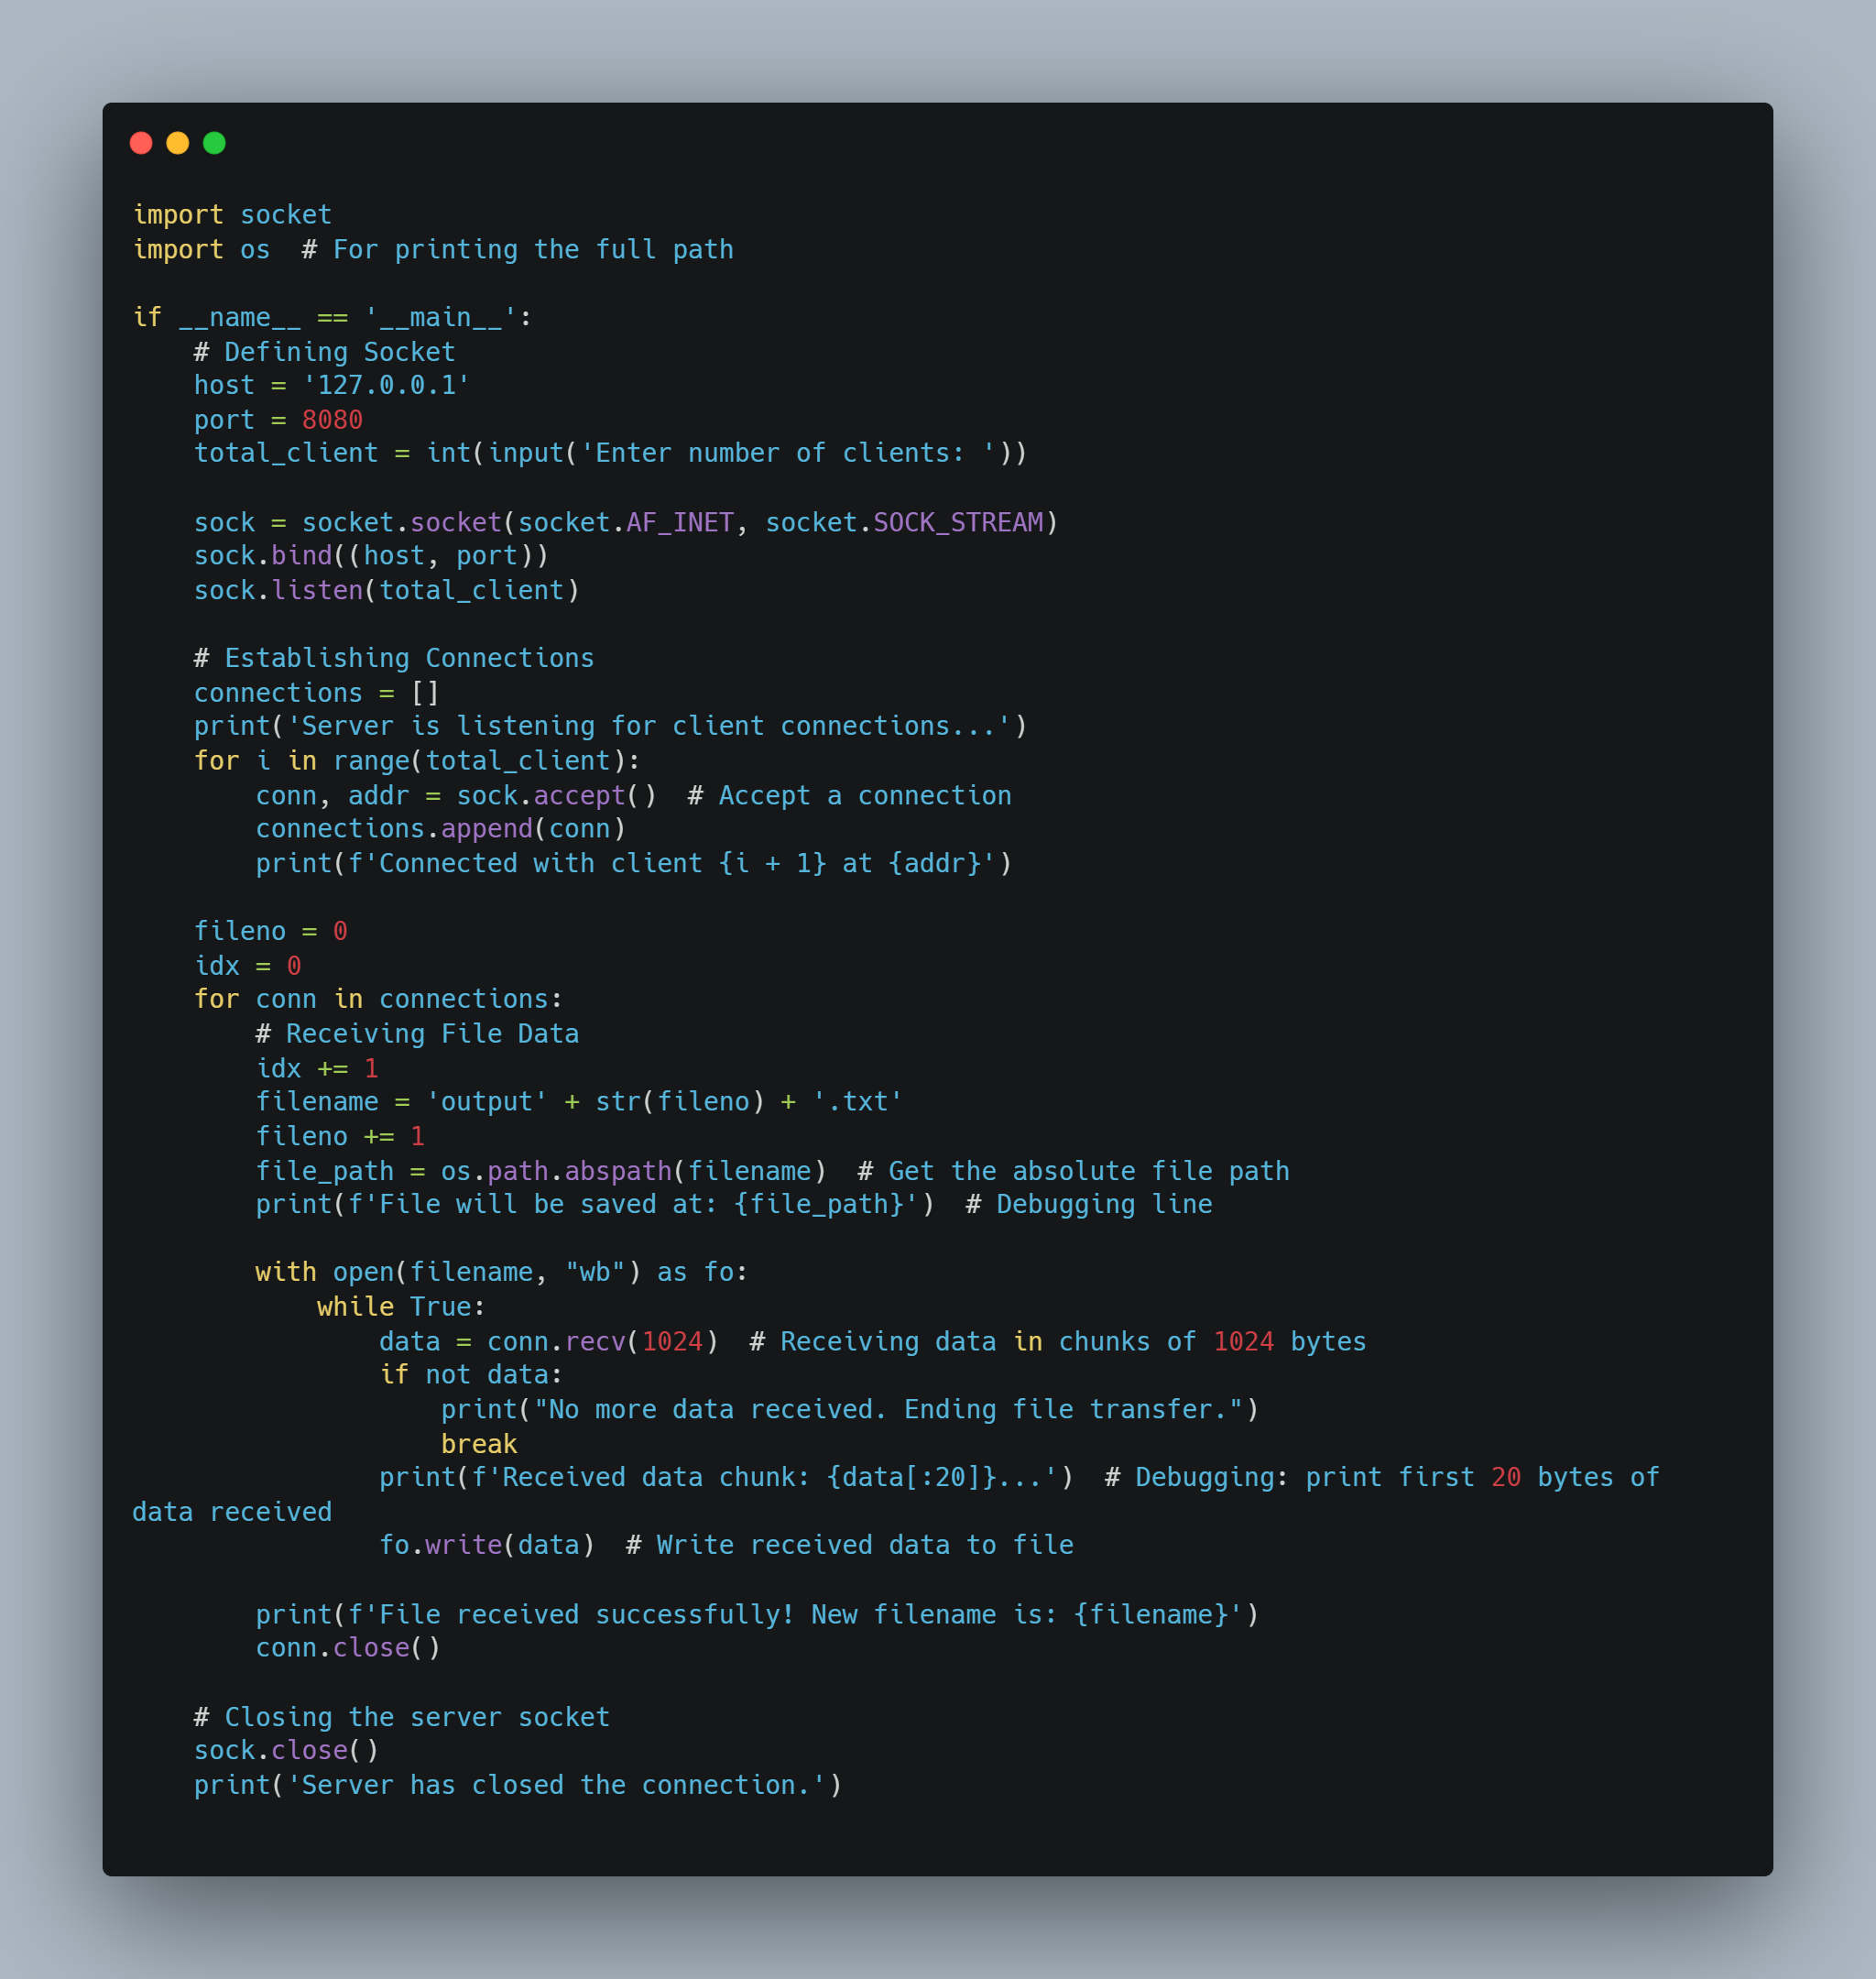 import socket
import os  # For printing the full path

if __name__ == '__main__':
    # Defining Socket
    host = '127.0.0.1'
    port = 8080
    total_client = int(input('Enter number of clients: '))

    sock = socket.socket(socket.AF_INET, socket.SOCK_STREAM)
    sock.bind((host, port))
    sock.listen(total_client)

    # Establishing Connections
    connections = []
    print('Server is listening for client connections...')
    for i in range(total_client):
        conn, addr = sock.accept()  # Accept a connection
        connections.append(conn)
        print(f'Connected with client {i + 1} at {addr}')

    fileno = 0
    idx = 0
    for conn in connections:
        # Receiving File Data
        idx += 1
        filename = 'output' + str(fileno) + '.txt'
        fileno += 1
        file_path = os.path.abspath(filename)  # Get the absolute file path
        print(f'File will be saved at: {file_path}')  # Debugging line

        with open(filename, "wb") as fo:
            while True:
                data = conn.recv(1024)  # Receiving data in chunks of 1024 bytes
                if not data:
                    print("No more data received. Ending file transfer.")
                    break
                print(f'Received data chunk: {data[:20]}...')  # Debugging: print first 20 bytes of
data received
                fo.write(data)  # Write received data to file

        print(f'File received successfully! New filename is: {filename}')
        conn.close()

    # Closing the server socket
    sock.close()
    print('Server has closed the connection.')